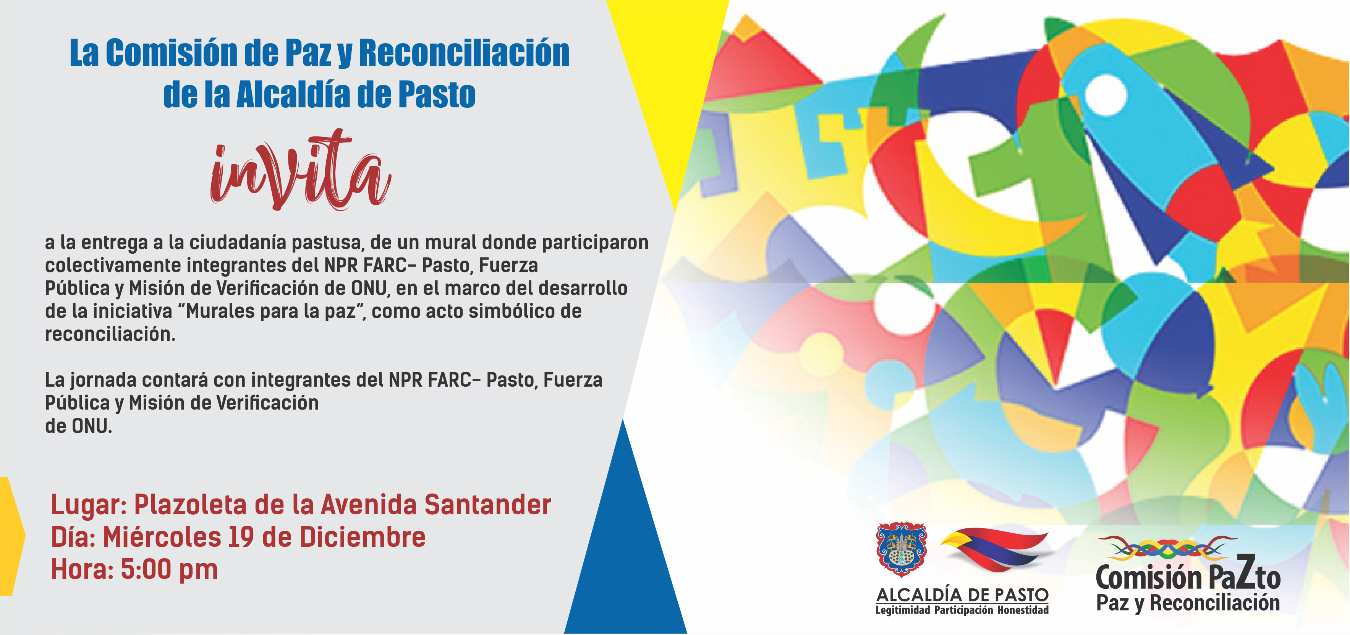 La Comisión de Paz y Reconciliación
de la Alcaldía de Pasto
invita
a la entrega a la ciudadanía pastusa, de un mural donde participaron
colectivamente integrantes del NPR FARC- Pasto, Fuerza
Pública y Misión de Verificación de ONU, en el marco del desarrollo
de la iniciativa “Murales para la paz”, como acto simbólico de
reconciliación.
La jornada contará con integrantes del NPR FARC- Pasto, Fuerza
Pública y Misión de Verificación
de ONU.
Lugar: Plazoleta de la Avenida Santander
Día: Miércoles 19 de Diciembre
Hora: 5:00 pm
ALCALDÍA DE PASTO
Legitimidad Participación Honestidad
Comisión PaZto
Paz y Reconciliación